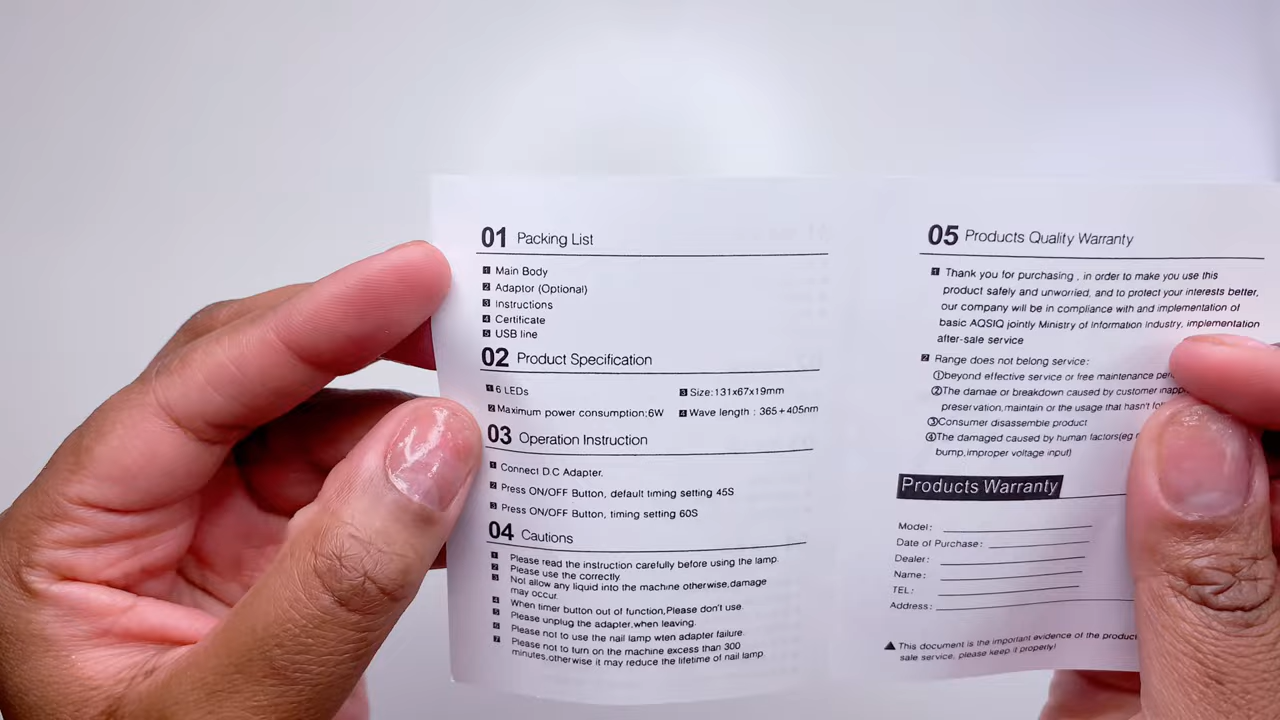 01 Packing List
1 Main Body
2 Adaptor (Optional)
3 Instructions
4 Certificate
5 USB line
02 Product Specification
1 6 LEDs
3 Size:131x67x19mm
2 Maximum power consumption:6W
4 Wave length : 365+405nm
03 Operation Instruction
1 Connect D.C Adapter.
2 Press ON/OFF Button, default timing setting 45S
3 Press ON/OFF Button, timing setting 60S
04 Cautions
1 Please read the instruction carefully before using the lamp.
2 Please use the correctly.
3 Not allow any liquid into the machine otherwise,damage
may occur.
4 When timer button out of function,Please don't use.
5 Please unplug the adapter,when leaving.
6 Please not to use the nail lamp wten adapter failure.
7 Please not to turn on the machine excess than 300
minutes,otherwise it may reduce the lifetime of nail lamp.
05 Products Quality Warranty
1 Thank you for purchasing , in order to make you use this
product safely and unworried, and to protect your interests better,
our company will be in compliance with and implementation of
basic AQSIQ jointly Ministry of Information Industry, implementation
after-sale service
2 Range does not belong service:
①beyond effective service or free maintenance
②The damae or breakdown caused by customer
preservation,maintain or the usage that hasn't
③Consumer disassemble product
④The damaged caused by human factors(eg
bump,improper voltage input)
Products Warranty
Model:
Date of Purchase:
Dealer:
Name:
TEL:
Address:
▲This document is the important evidence of the product
sale service, please keep it properly!